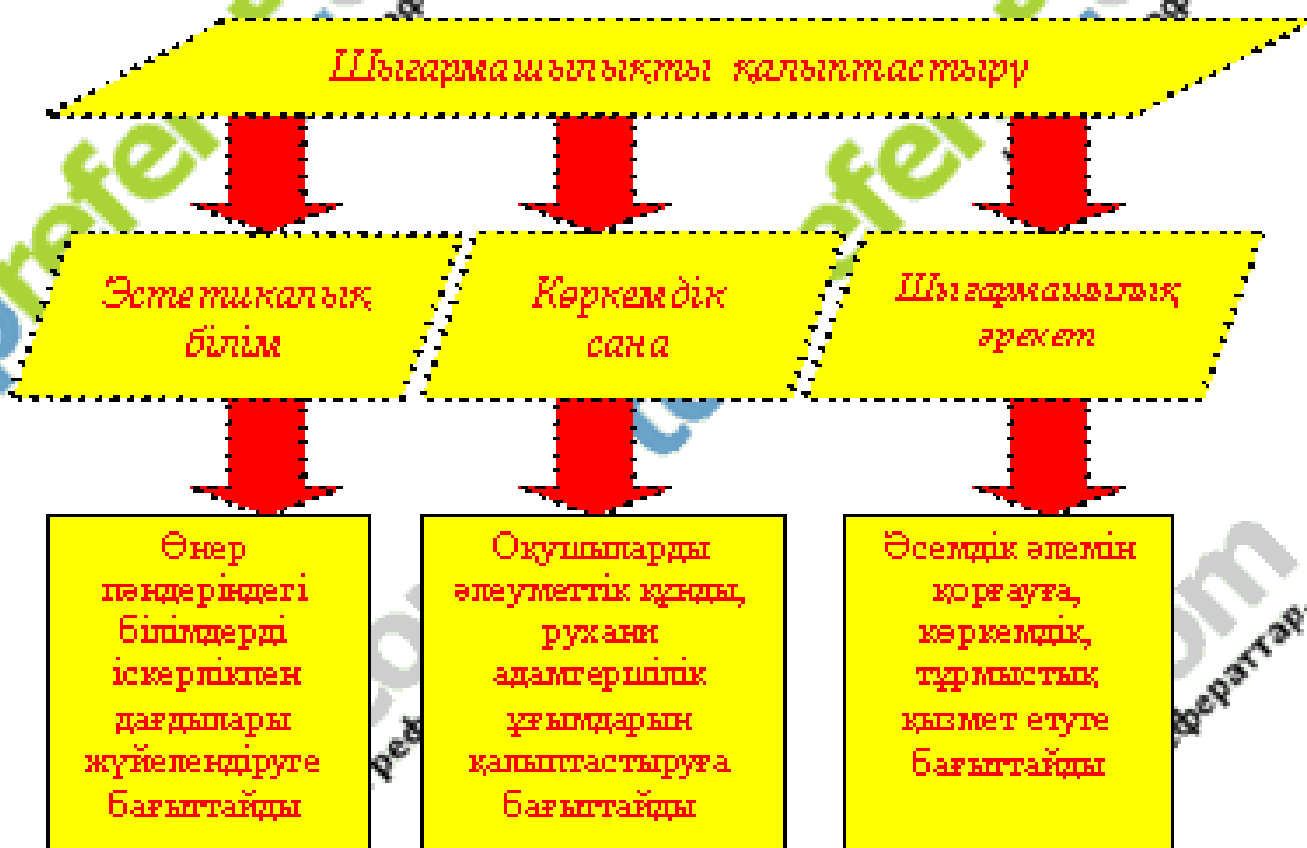 Шығармашылықты қалыптастыру
Эстетикалық
білім
Көркемдік
сана
Шығармашылық
әрекет
Өнер
пәндеріндегі
білімдерді
іскерлікпен
дағдылары
жүйелендіруге
бағыттайды
Оқушыларды
әлеуметтік құнды,
рухани
адамгершілік
ұғымдарын
қалыптастыруға
бағыттайды
Әсемдік әлемін
қорғауға,
көркемдік,
тұрмыстық
қызмет етуге
бағыттайды